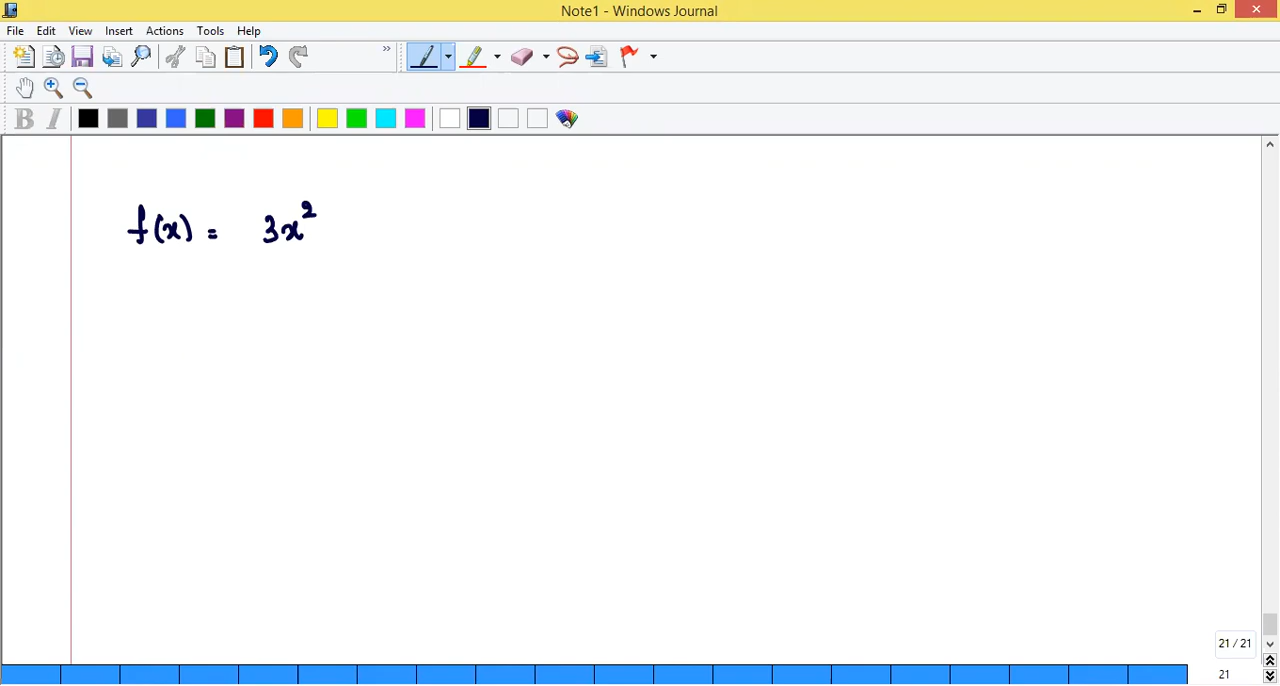 Note1 - Windows Journal
File Edit View Insert Actions Tools Help
B I
f(x) = 3x²
21 / 21
21